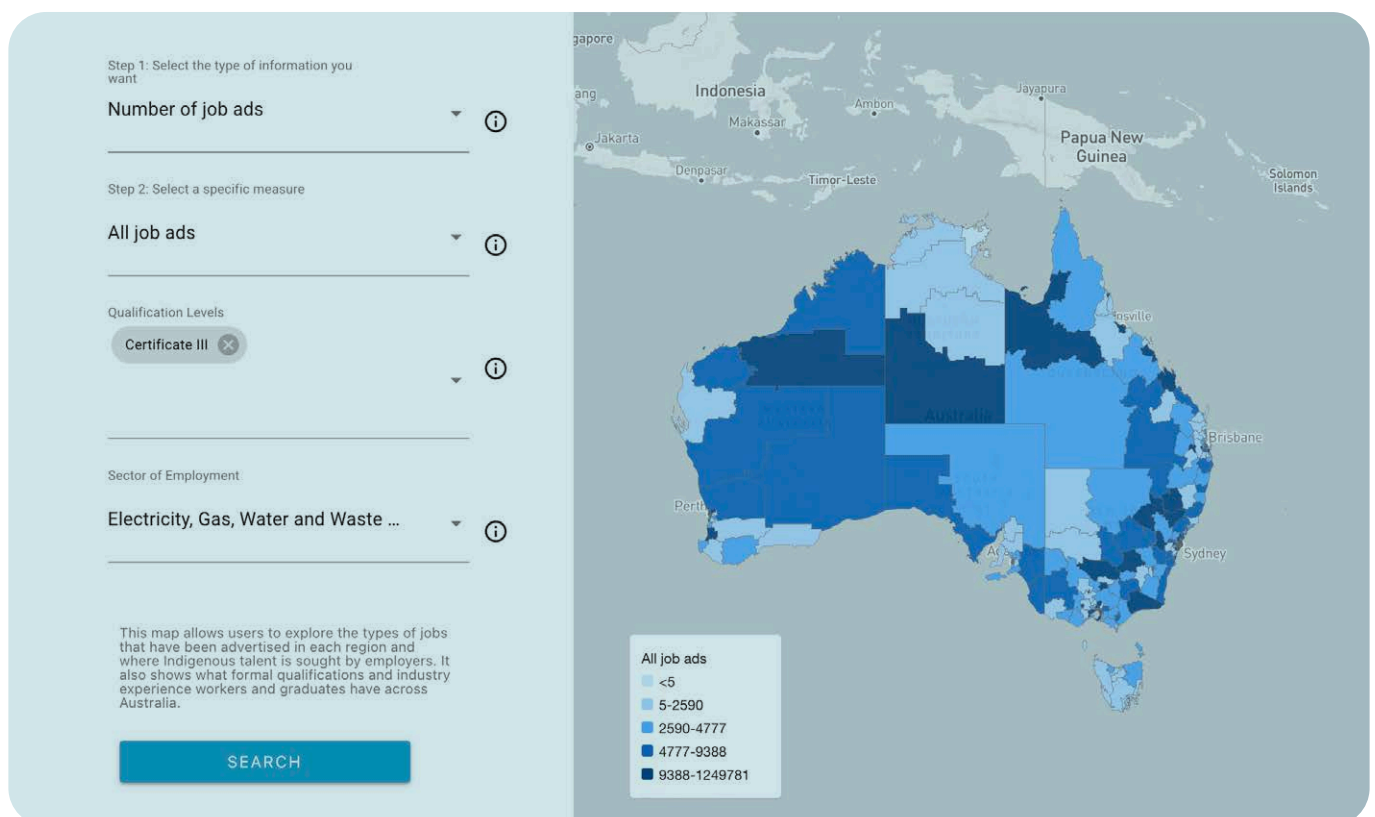 Step 1: Select the type of information you
want
Number of job ads
Step 2: Select a specific measure
All job ads
Qualification Levels
Certificate III
Sector of Employment
Electricity, Gas, Water and Waste ...
This map allows users to explore the types of jobs
that have been advertised in each region and
where Indigenous talent is sought by employers. It
also shows what formal qualifications and industry
experience workers and graduates have across
Australia.
SEARCH
gapore
Indonesia
ang
Ambon
Jayapura
Makassar
Jakarta
Papua New
Guinea
Denpasar
Timor-Leste
Solomon
Islands
nsville
Australia
Brisbane
Perth
Sydney
All job ads
<5
5-2590
2590-4777
4777-9388
9388-1249781